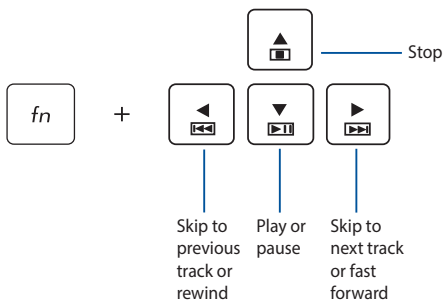 Stop
fn +
Skip to
previous
track or
rewind
Play or
pause
Skip to
next track
or fast
forward